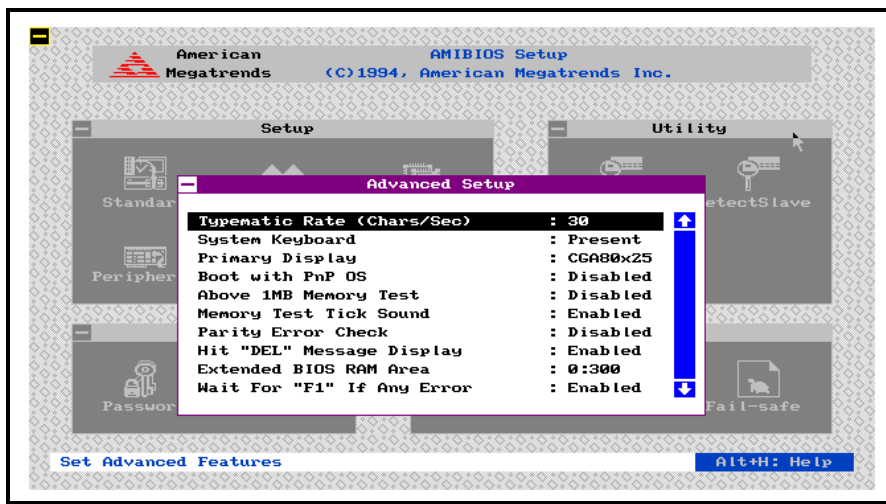 American
Megatrends
AMIBIOS Setup
(C)1994, American Megatrends Inc.
Setup
Utility
Standar
etectSlave
Peripher
Passwor
Fail-safe
Advanced Setup
Typematic Rate (Chars/Sec) : 30
System Keyboard : Present
Primary Display : CGA80x25
Boot with PnP OS : Disabled
Above 1MB Memory Test : Disabled
Memory Test Tick Sound : Enabled
Parity Error Check : Disabled
Hit "DEL" Message Display : Enabled
Extended BIOS RAM Area : 0:300
Wait For "F1" If Any Error : Enabled
Set Advanced Features
Alt+H: Help